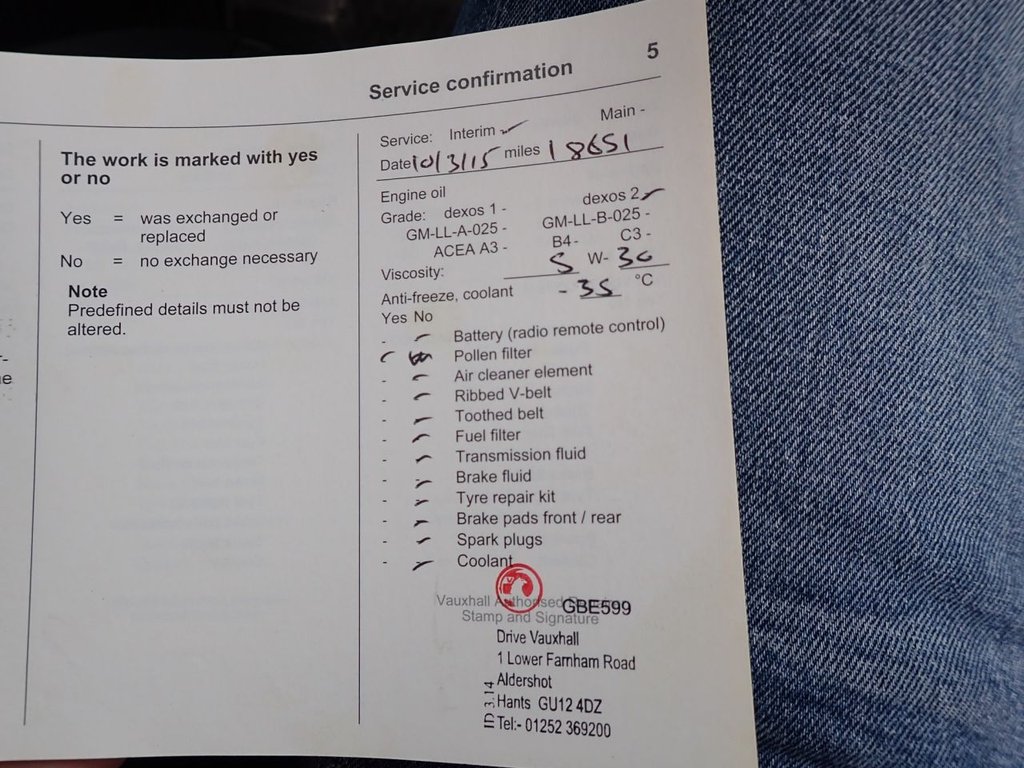 Service confirmation 5
e
The work is marked with yes
or no
Yes = was exchanged or
replaced
No = no exchange necessary
Note
Predefined details must not be
altered.
Service: Interim ✓ Main -
Date 10/3/15 miles 18651
Engine oil
Grade: dexos 1 - dexos 2 ✓
GM-LL-A-025 - GM-LL-B-025 -
ACEA A3 - B4 - C3 -
Viscosity: 5 W- 30
Anti-freeze, coolant - 35 °C
Yes No
Battery (radio remote control)
Pollen filter
Air cleaner element
Ribbed V-belt
Toothed belt
Fuel filter
Transmission fluid
Brake fluid
Tyre repair kit
Brake pads front / rear
Spark plugs
Coolant
Vauxhall Authorised
Stamp and Signature
GBE599
Drive Vauxhall
1 Lower Farnham Road
Aldershot
Hants GU12 4DZ
Tel:- 01252 369200
ID 3.14